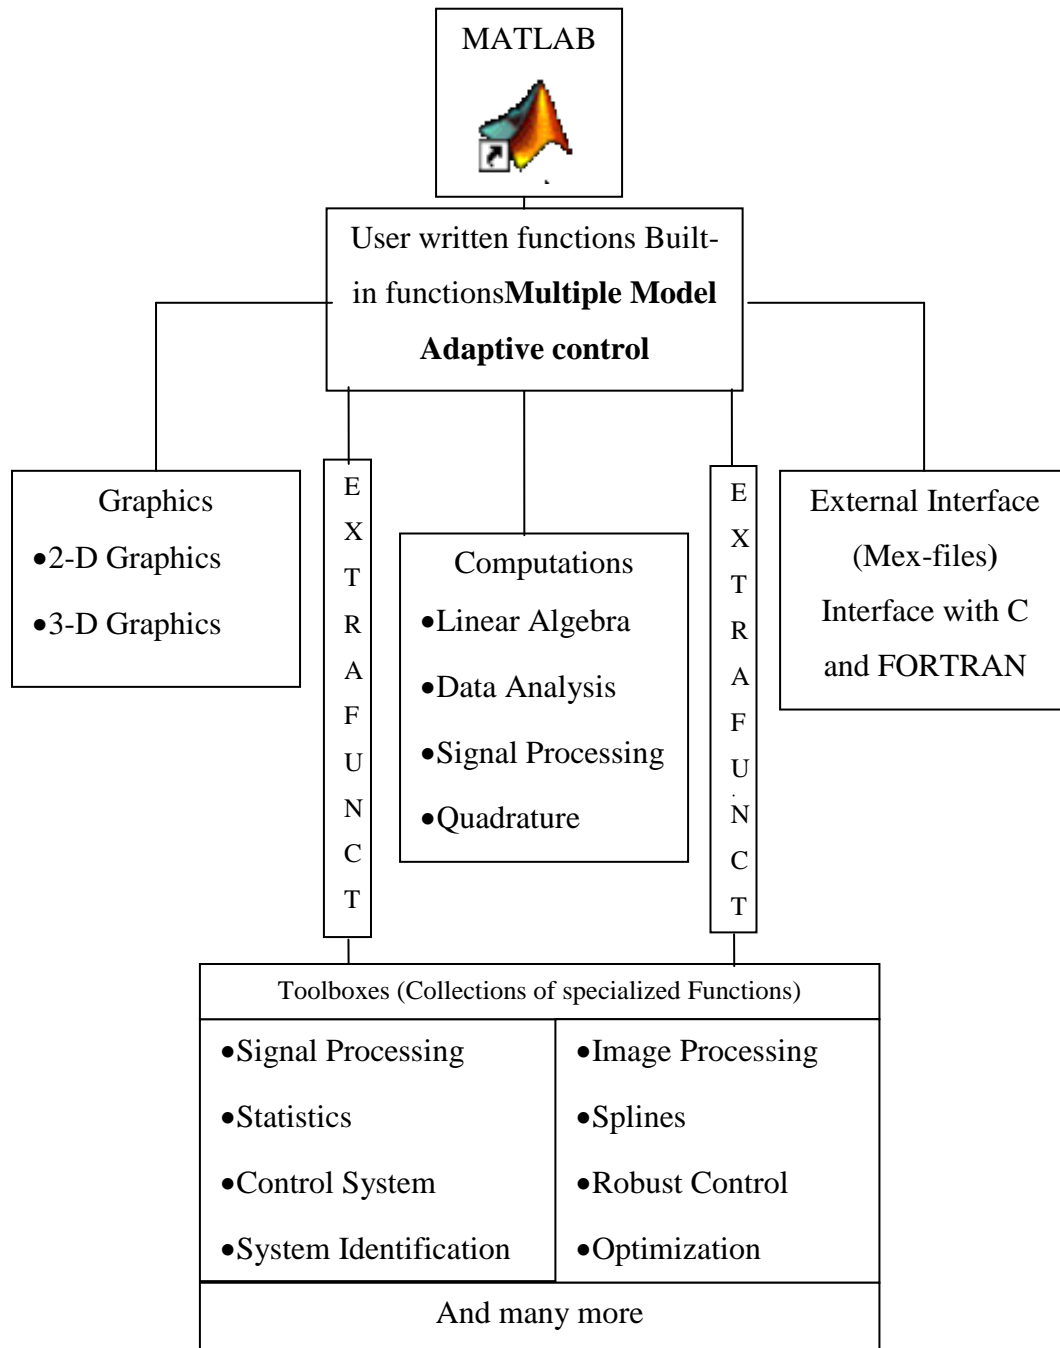 MATLAB
User written functions Built-
in functionsMultiple Model
Adaptive control
Graphics
•2-D Graphics
•3-D Graphics
E
X
T
R
A
F
U
N
C
T
Computations
•Linear Algebra
•Data Analysis
•Signal Processing
•Quadrature
E
X
T
R
A
F
U
N
C
T
External Interface
(Mex-files)
Interface with C
and FORTRAN
Toolboxes (Collections of specialized Functions)
•Signal Processing
•Statistics
•Control System
•System Identification
•Image Processing
•Splines
•Robust Control
•Optimization
And many more